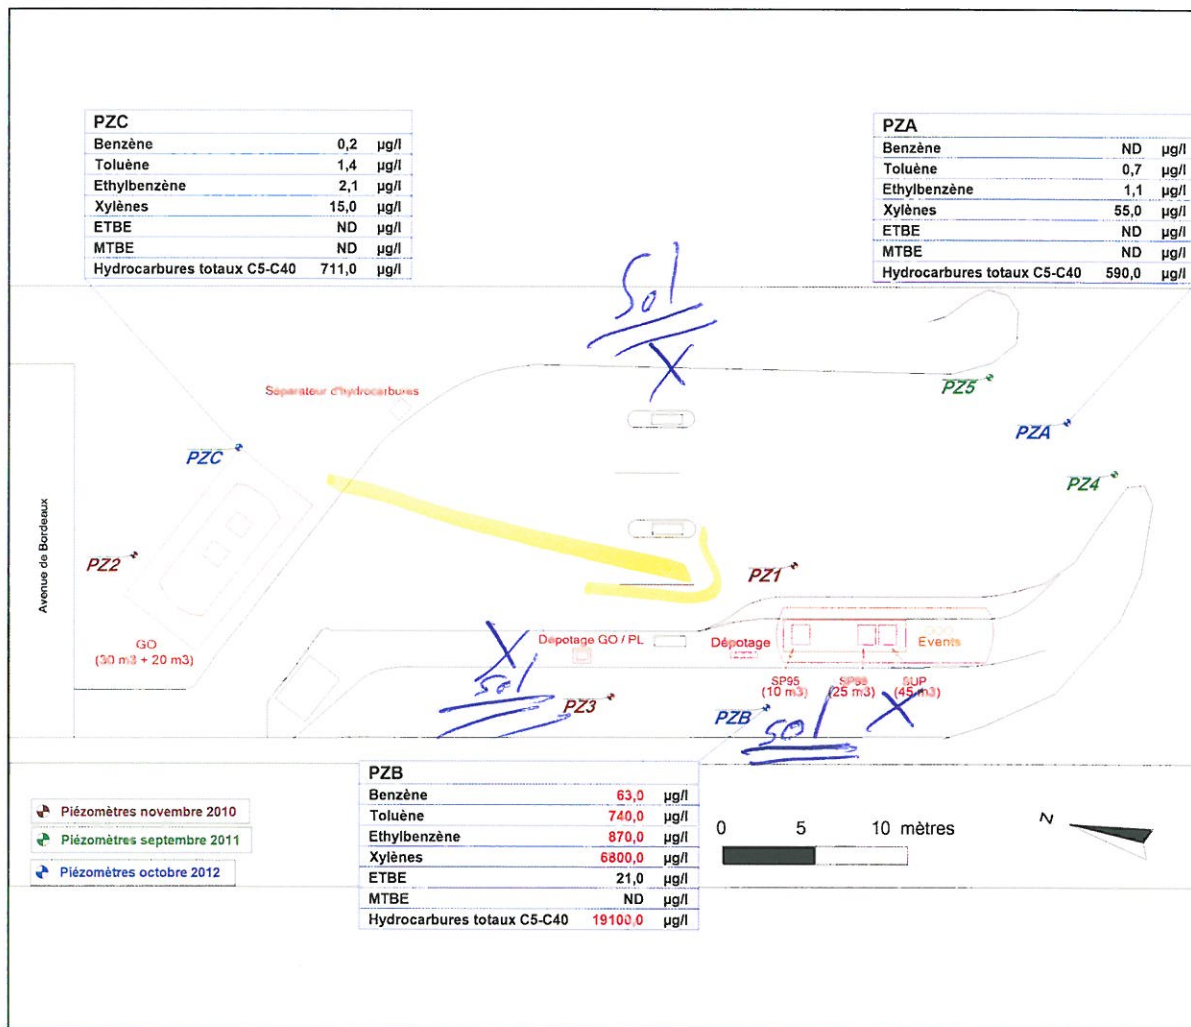 PZC
Benzène 0,2 µg/l
Toluène 1,4 µg/l
Ethylbenzène 2,1 µg/l
Xylènes 15,0 µg/l
ETBE ND µg/l
MTBE ND µg/l
Hydrocarbures totaux C5-C40 711,0 µg/l
PZA
Benzène ND µg/l
Toluène 0,7 µg/l
Ethylbenzène 1,1 µg/l
Xylènes 55,0 µg/l
ETBE ND µg/l
MTBE ND µg/l
Hydrocarbures totaux C5-C40 590,0 µg/l
Sol
X
Séparateur d'hydrocarbures
PZ5
PZA
PZC
PZ4
Avenue de Bordeaux
PZ2
PZ1
GO
(30 m3 + 20 m3)
X
sol
Dépotage GO / PL
Dépotage
Events
SP95
(10 m3)
(25 m3)
SUP
(45 m3)
PZ3
PZB
sol
X
PZB
Benzène 63,0 µg/l
Toluène 740,0 µg/l
Ethylbenzène 870,0 µg/l
Xylènes 6800,0 µg/l
ETBE 21,0 µg/l
MTBE ND µg/l
Hydrocarbures totaux C5-C40 19100,0 µg/l
Piézomètres novembre 2010
Piézomètres septembre 2011
Piézomètres octobre 2012
0 5 10 mètres
N